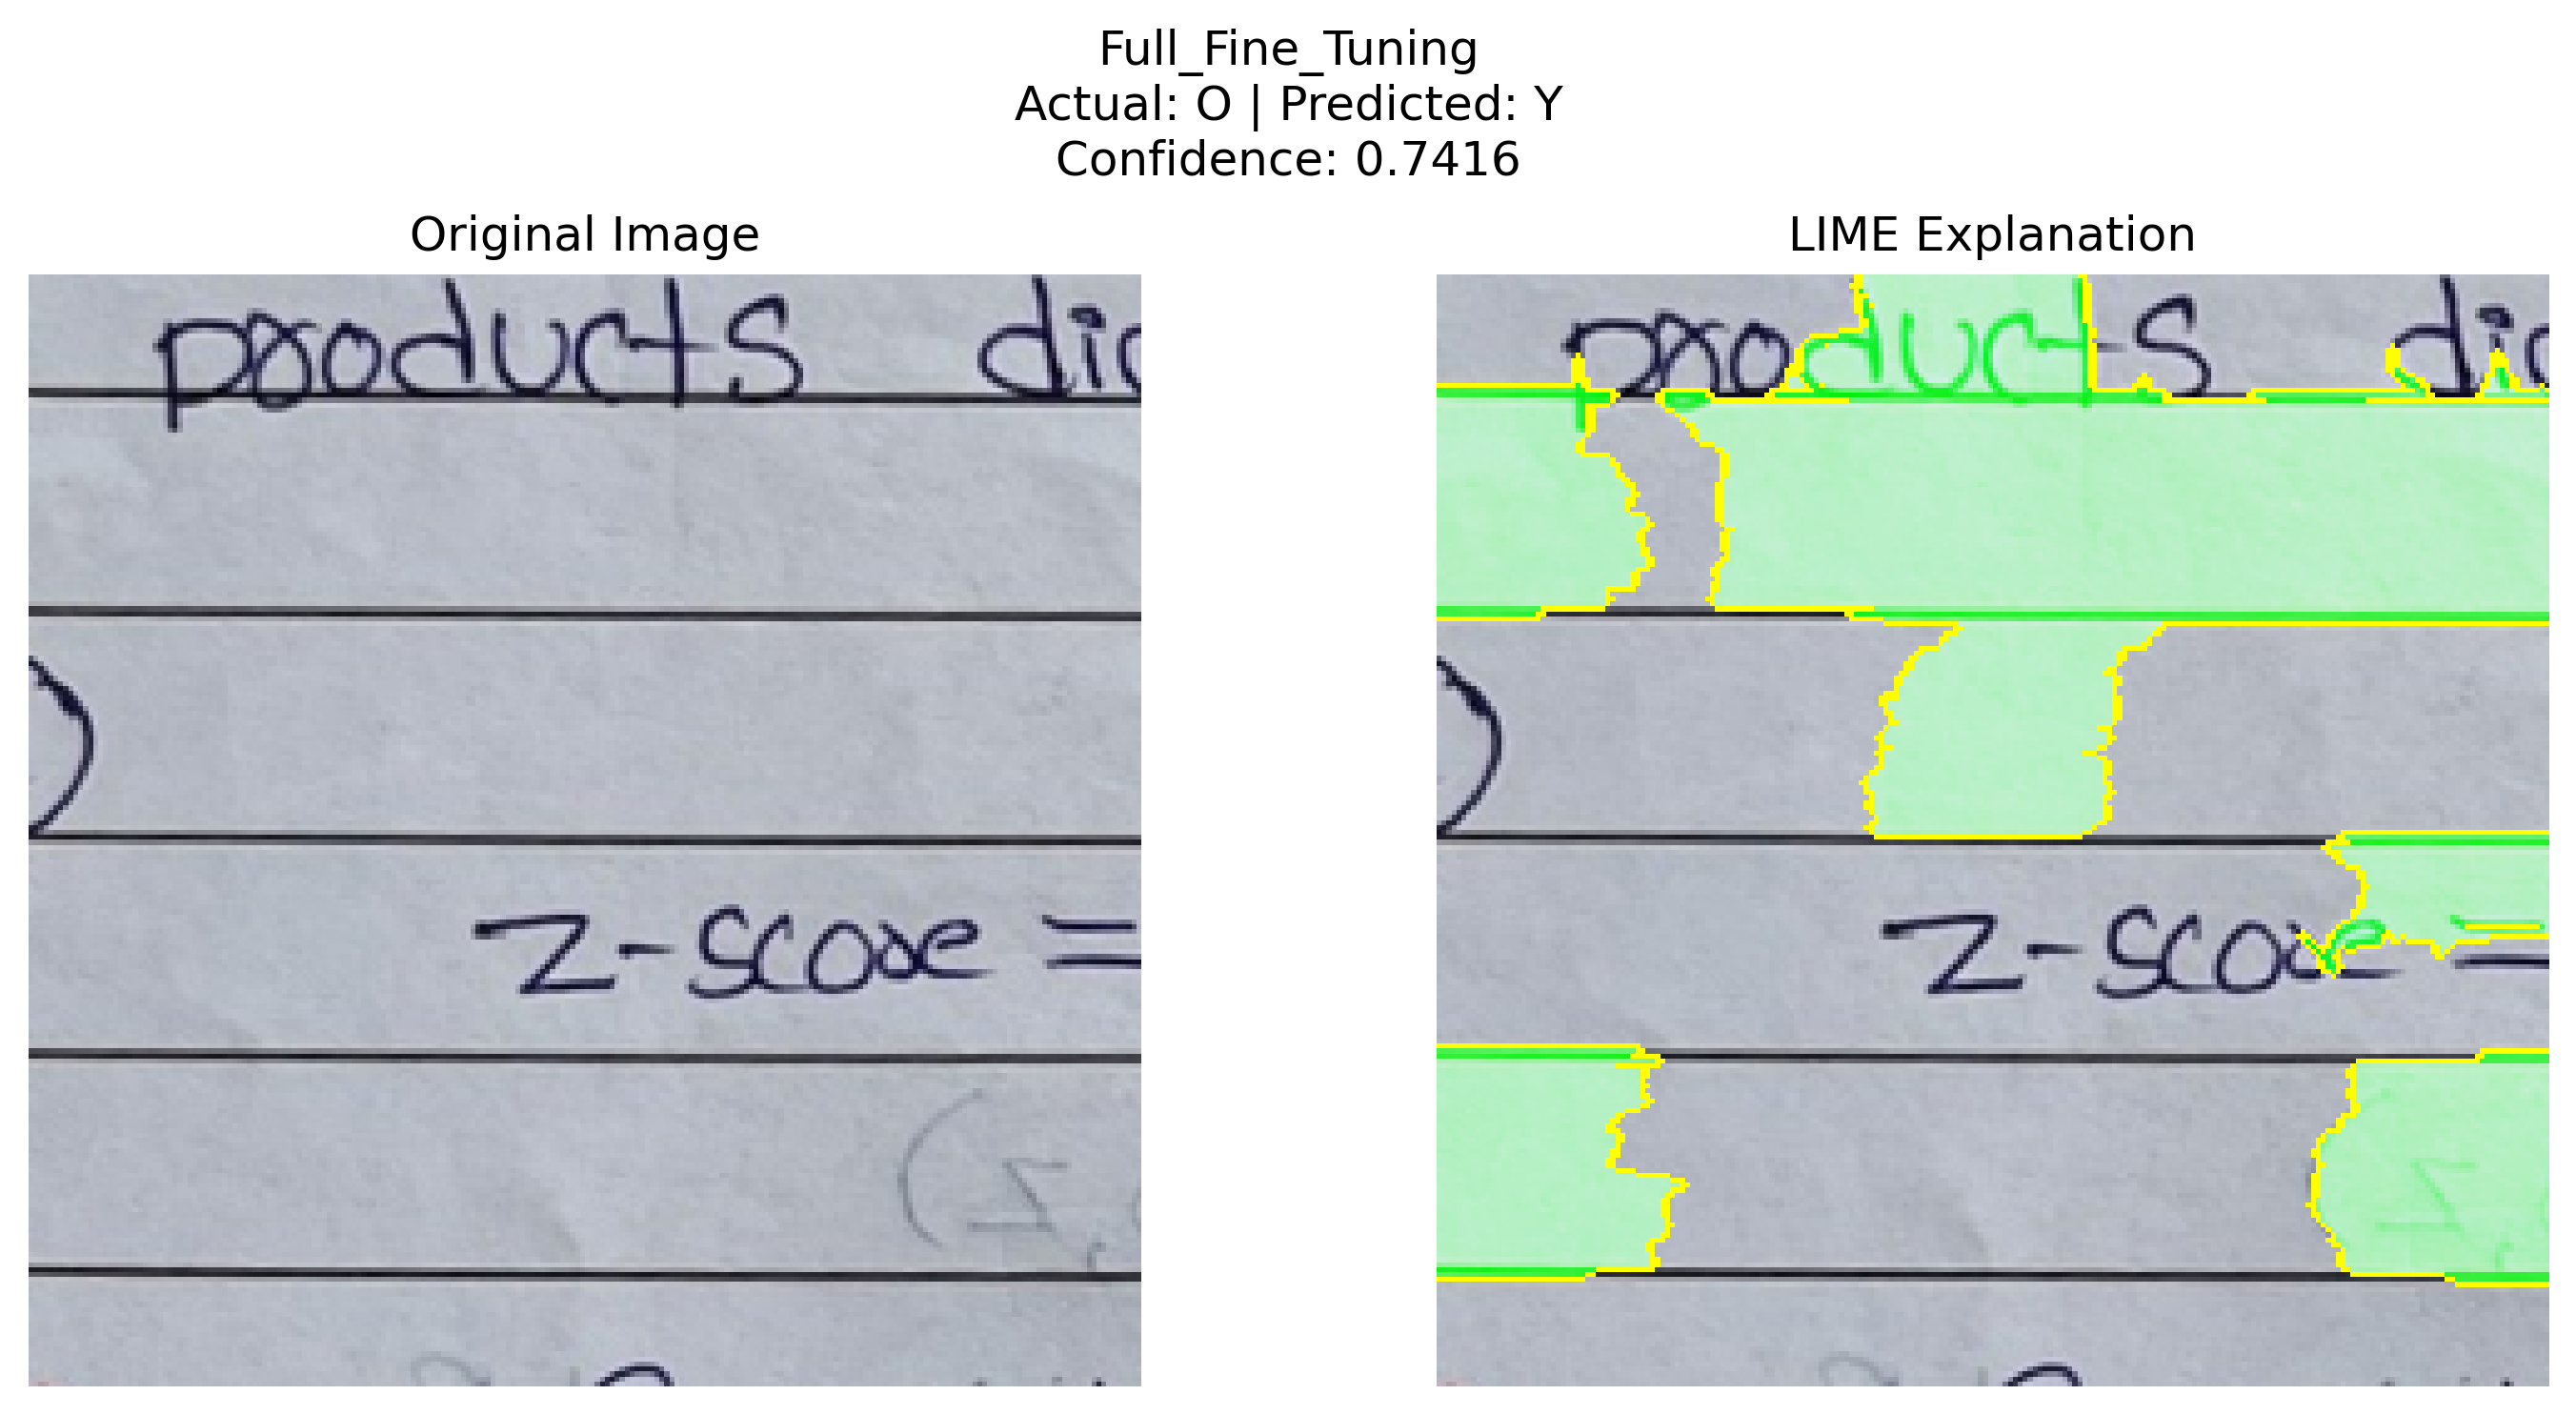 Full_Fine_Tuning
Actual: O | Predicted: Y
Confidence: 0.7416
Original Image
LIME Explanation
products
products
)
)
z-score =
z-score =